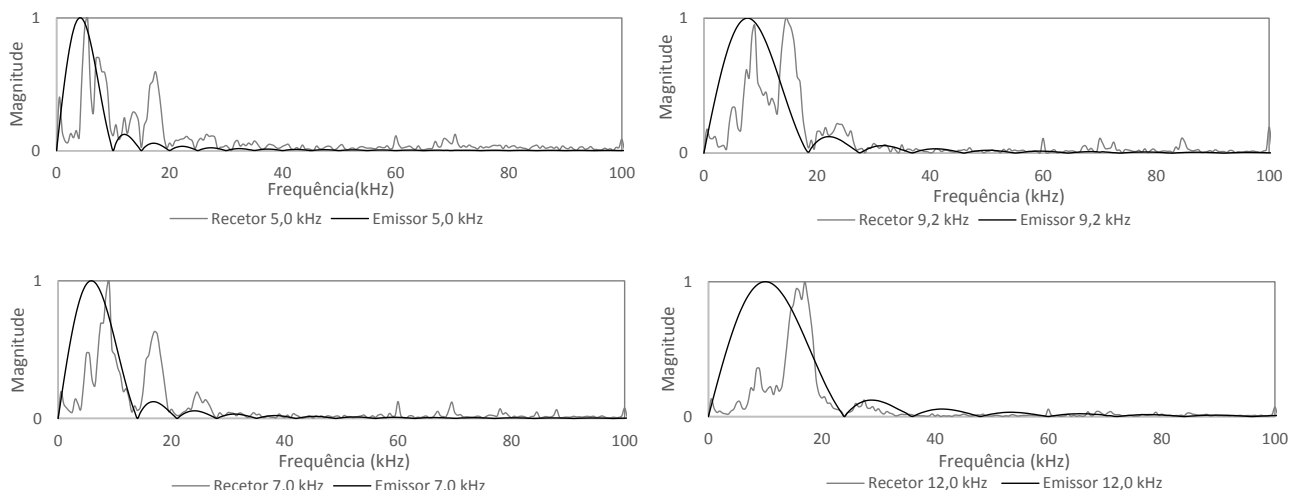 Magnitude
1
0
0 20 40 60 80 100
Frequência(kHz)
Recetor 5,0 kHz Emissor 5,0 kHz
Magnitude
1
0
0 20 40 60 80 100
Frequência (kHz)
Recetor 9,2 kHz Emissor 9,2 kHz
Magnitude
1
0
0 20 40 60 80 100
Frequência (kHz)
Recetor 7,0 kHz Emissor 7,0 kHz
Magnitude
1
0
0 20 40 60 80 100
Frequência (kHz)
Recetor 12,0 kHz Emissor 12,0 kHz